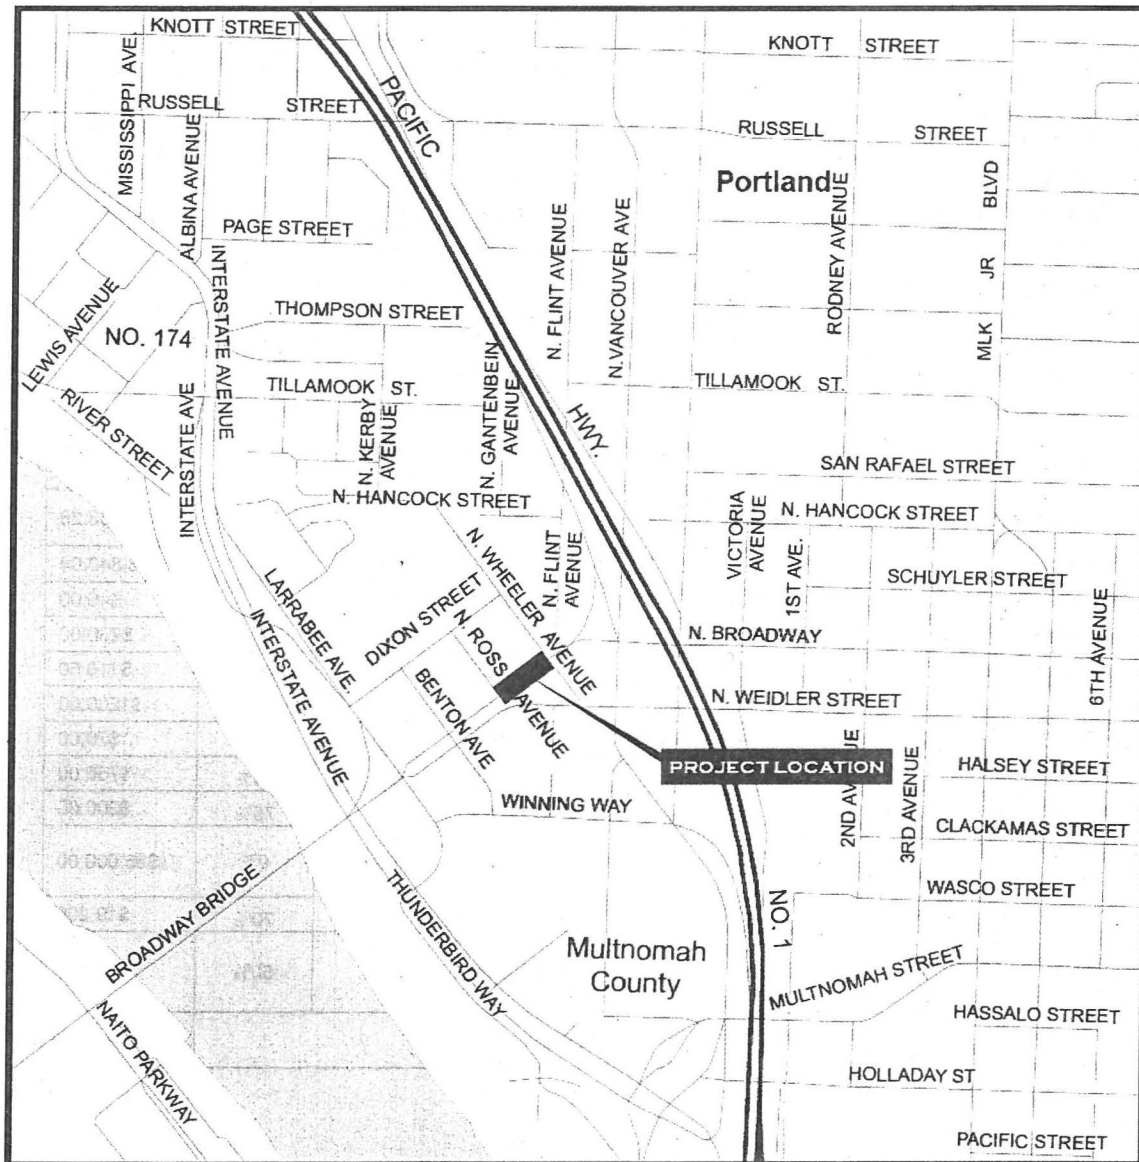 KNOTT STREET
KNOTT STREET
MISSISSIPPI AVE.
PACIFIC
RUSSELL STREET
RUSSELL STREET
ALBINA AVENUE
Portland
BLVD
PAGE STREET
N. FLINT AVENUE
N. VANCOUVER AVE
RODNEY AVENUE
JR
INTERSTATE AVENUE
THOMPSON STREET
LEWIS AVENUE
NO. 174
MLK
TILLAMOOK ST.
TILLAMOOK ST.
RIVER STREET
INTERSTATE AVE
N. KERBY
AVENUE
N. GANTENBEIN
AVENUE
HWY.
SAN RAFAEL STREET
N. HANCOCK STREET
N. HANCOCK STREET
VICTORIA
AVENUE
1ST AVE.
N. WHEELER AVENUE
N. FLINT
AVENUE
SCHUYLER STREET
LARRABEE AVE.
DIXON STREET
N. ROSS AVENUE
N. BROADWAY
6TH AVENUE
INTERSTATE AVENUE
BENTON AVE
N. WEIDLER STREET
PROJECT LOCATION
2ND AVENUE
3RD AVENUE
HALSEY STREET
WINNING WAY
CLACKAMAS STREET
WASCO STREET
BROADWAY BRIDGE
THUNDERBIRD WAY
NO. 1
Multnomah
County
MULTNOMAH STREET
HASSALO STREET
NAITO PARKWAY
HOLLADAY ST
PACIFIC STREET